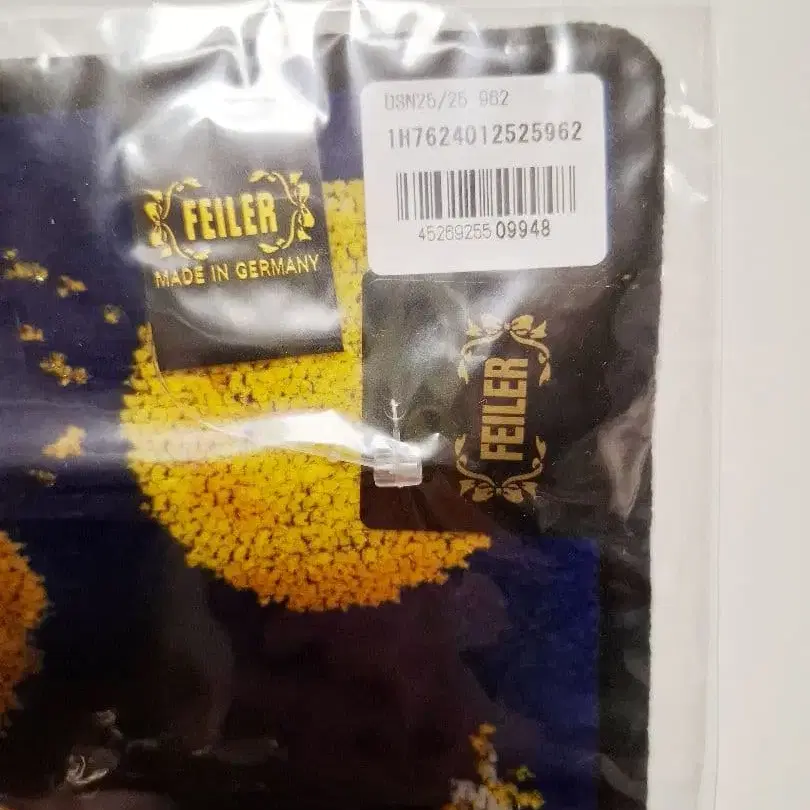 DSN25/25 962
1H7624012525962
4526925509948
FEILER
MADE IN GERMANY
FEILER